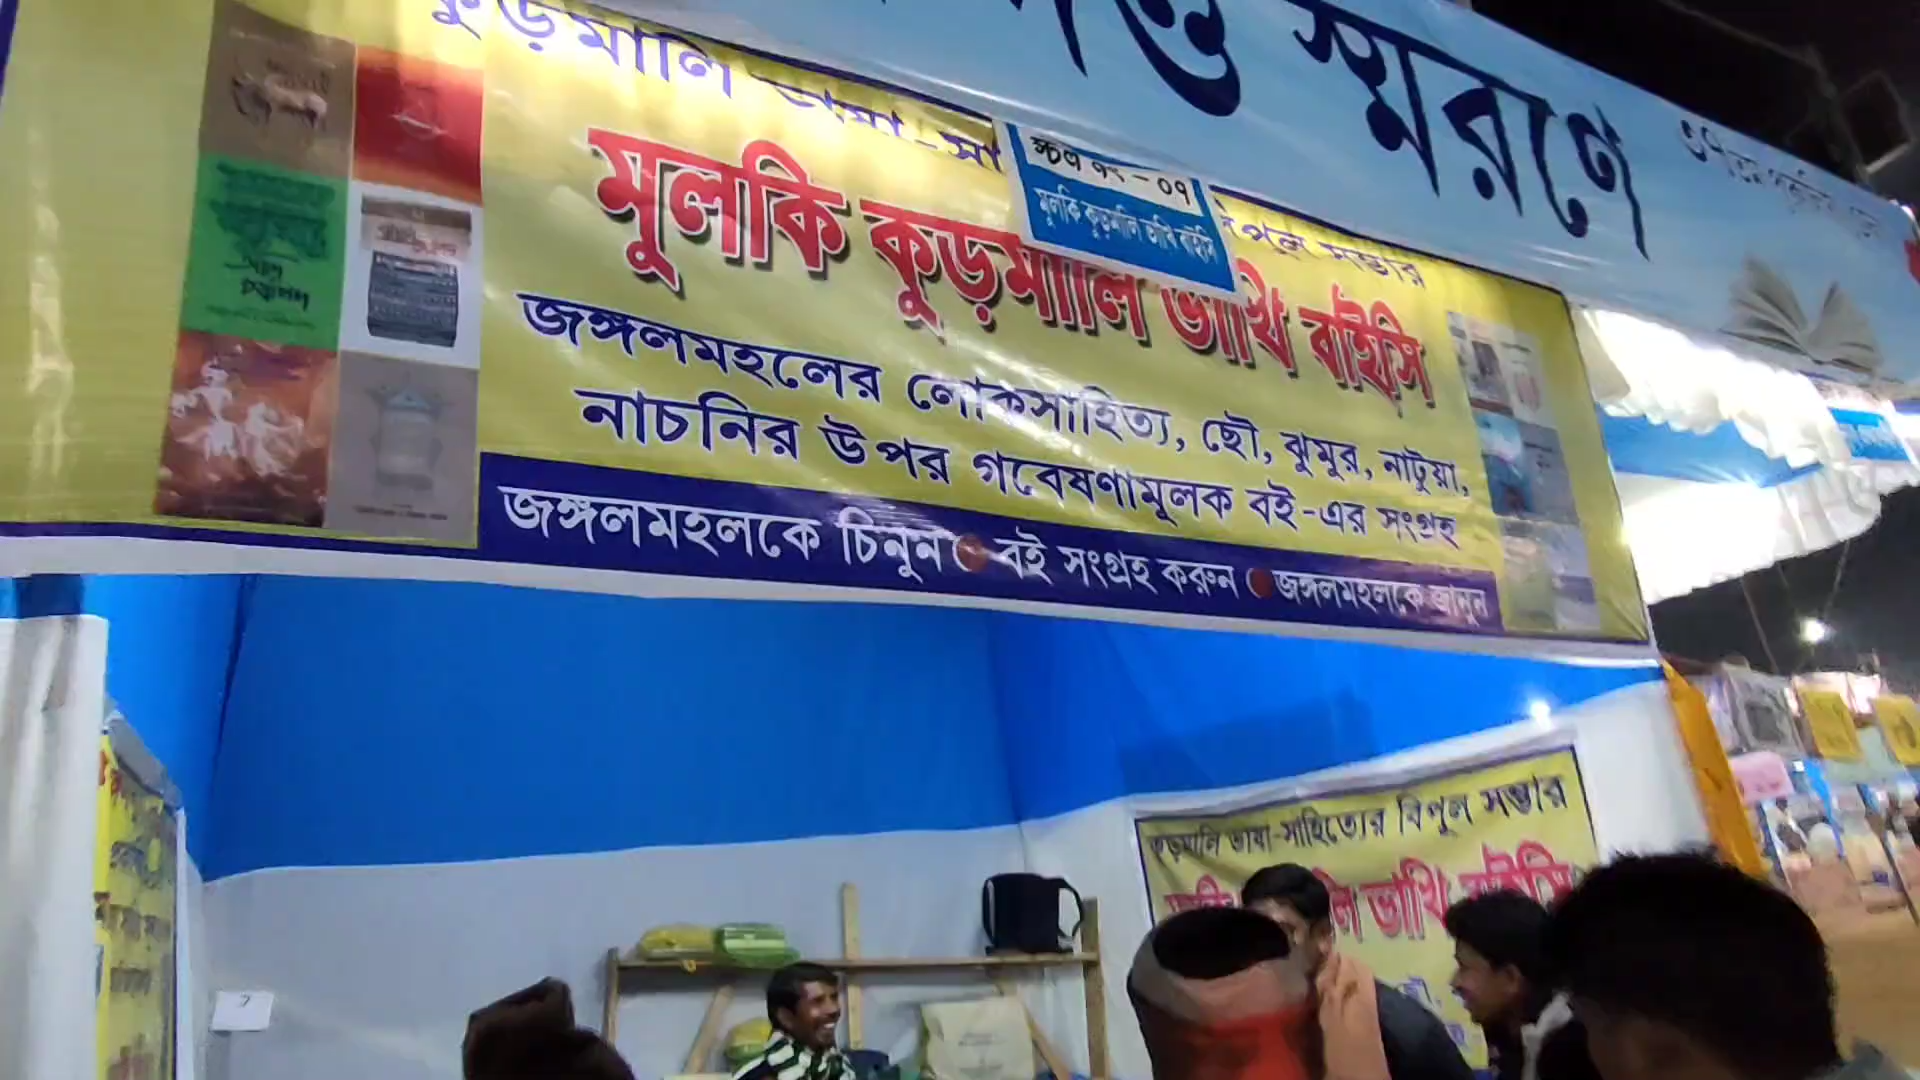 স্মরণে
কুড়মালি ভাষা-সা
বিপুল সম্ভার
ষ্টল নং - ০৭
মুলকি কুড়মালি ভাখি বাইসি
মুলকি কুড়মালি ভাখি বাইসি
জঙ্গলমহলের লোকসাহিত্য, ছৌ, ঝুমুর, নাটুয়া,
নাচনির উপর গবেষণামূলক বই-এর সংগ্রহ
জঙ্গলমহলকে চিনুন ● বই সংগ্রহ করুন ● জঙ্গলমহলকে জানুন
কুড়মালি ভাষা-সাহিত্যের বিপুল সম্ভার
লি ভাখি বাইসি